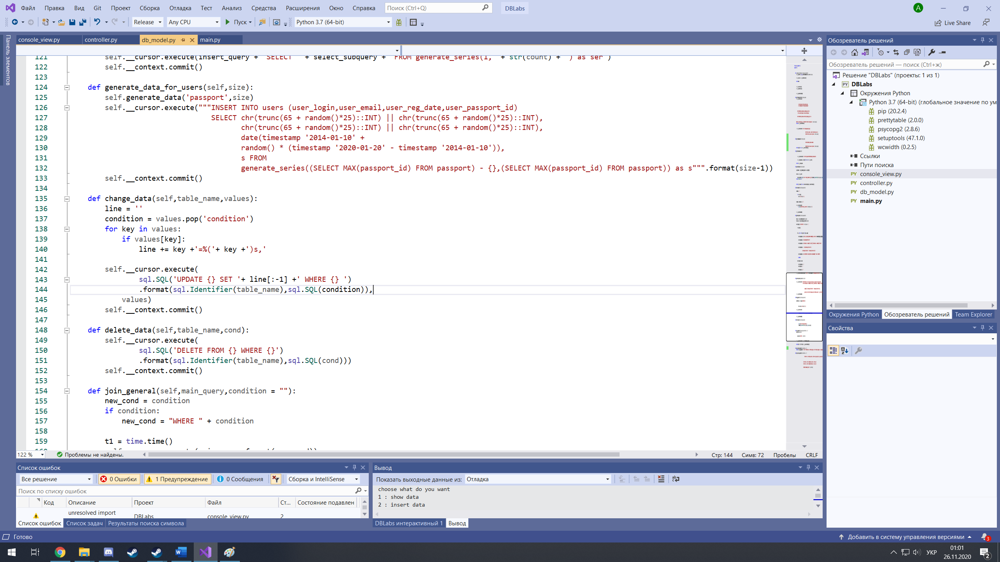 Файл Правка Вид Git Проект Сборка Отладка Тест Анализ Средства Расширения Окно Справка Поиск (Ctrl+Q) DBLabs A
Release Any CPU Пуск Python 3.7 (64-bit) Live Share
Панель элементов
console_view.py controller.py db_model.py main.py
121 self.__cursor.execute(insert_query + "SELECT " + select_subquery + "FROM generate_series(1," + str(count) + ") as ser")
122 self.__context.commit()
123
124 def generate_data_for_users(self,size):
125 self.generate_data('passport',size)
126 self.__cursor.execute("""INSERT INTO users (user_login,user_email,user_reg_date,user_passport_id)
127 SELECT chr(trunc(65 + random()*25)::INT) || chr(trunc(65 + random()*25)::INT),
128 chr(trunc(65 + random()*25)::INT) || chr(trunc(65 + random()*25)::INT),
129 date(timestamp '2014-01-10' +
130 random() * (timestamp '2020-01-20' - timestamp '2014-01-10')),
131 s FROM
132 generate_series((SELECT MAX(passport_id) FROM passport) - {},(SELECT MAX(passport_id) FROM passport)) as s""".format(size-1))
133 self.__context.commit()
134
135 def change_data(self,table_name,values):
136 line = ''
137 condition = values.pop('condition')
138 for key in values:
139 if values[key]:
140 line += key +'=%('+ key +')s,'
141
142 self.__cursor.execute(
143 sql.SQL('UPDATE {} SET '+ line[:-1] +' WHERE {} ')
144 .format(sql.Identifier(table_name),sql.SQL(condition)),
145 values)
146 self.__context.commit()
147
148 def delete_data(self,table_name,cond):
149 self.__cursor.execute(
150 sql.SQL('DELETE FROM {} WHERE {}')
151 .format(sql.Identifier(table_name),sql.SQL(cond)))
152 self.__context.commit()
153
154 def join_general(self,main_query,condition = ""):
155 new_cond = condition
156 if condition:
157 new_cond = "WHERE " + condition
158
159 t1 = time.time()
122 % Проблемы не найдены. Стр: 144 Симв: 72 Пробелы CRLF
Обозреватель решений
Обозреватель решений — поиск (Ctrl+ж)
Решение "DBLabs" (проекты: 1 из 1)
PY DBLabs
Окружения Python
Python 3.7 (64-bit) (глобальное значение по ум
pip (20.2.4)
prettytable (2.0.0)
psycopg2 (2.8.6)
setuptools (47.1.0)
wcwidth (0.2.5)
Ссылки
Пути поиска
PY console_view.py
PY controller.py
PY db_model.py
PY main.py
Окружения Python Обозреватель решений Team Explorer
Свойства
Список ошибок
Все решение 0 Ошибки 1 Предупреждение 0 Сообщения Сборка и IntelliSense
Поиск по списку ошибок
Код Описание Проект Файл Ст... Состояние подавлен
unresolved import DBLabs console_view.py 2
Список ошибок Список задач Результаты поиска символа
Вывод
Показать выходные данные из: Отладка
choose what do you want
1 : show data
2 : insert data
DBLabs интерактивный 1 Вывод
Готово Добавить в систему управления версиями 3
УКР 01:01
26.11.2020 2